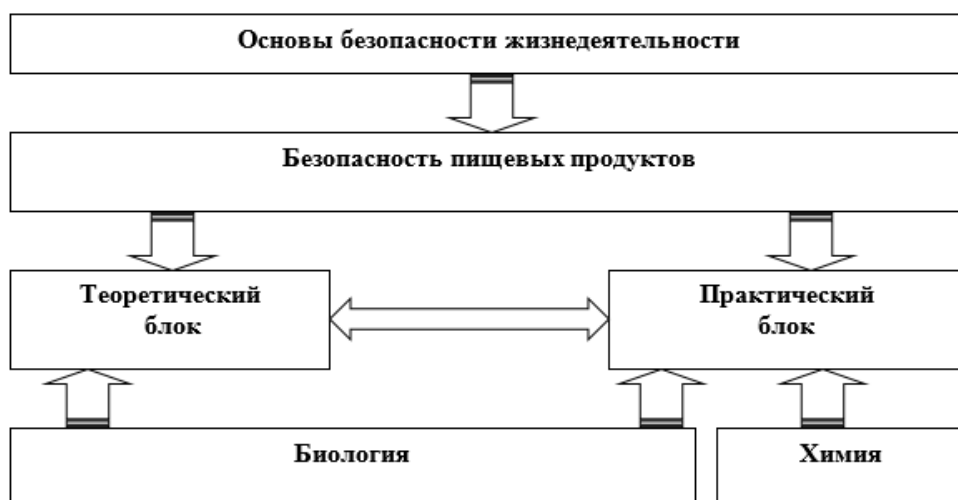 Основы безопасности жизнедеятельности
Безопасность пищевых продуктов
Теоретический
блок
Практический
блок
Биология
Химия